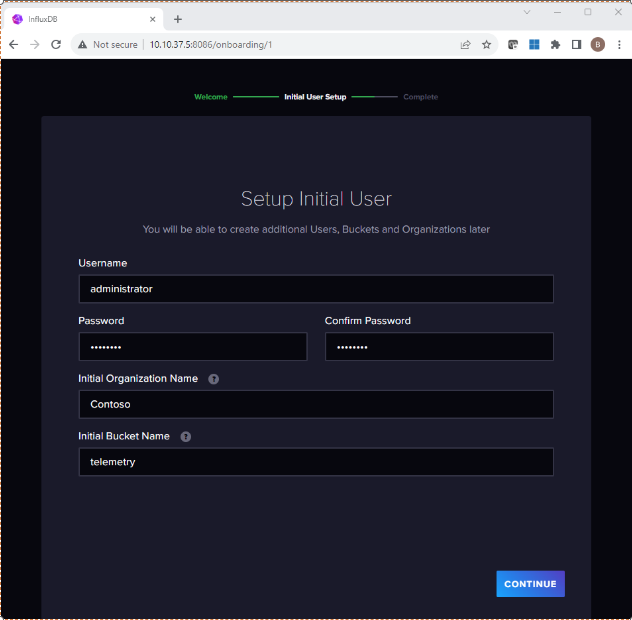 InfluxDB
Not secure 10.10.37.5:8086/onboarding/1
B
Welcome Initial User Setup Complete
Setup Initial User
You will be able to create additional Users, Buckets and Organizations later
Username
administrator
Password Confirm Password
•••••••• ••••••••
Initial Organization Name ?
Contoso
Initial Bucket Name ?
telemetry
CONTINUE